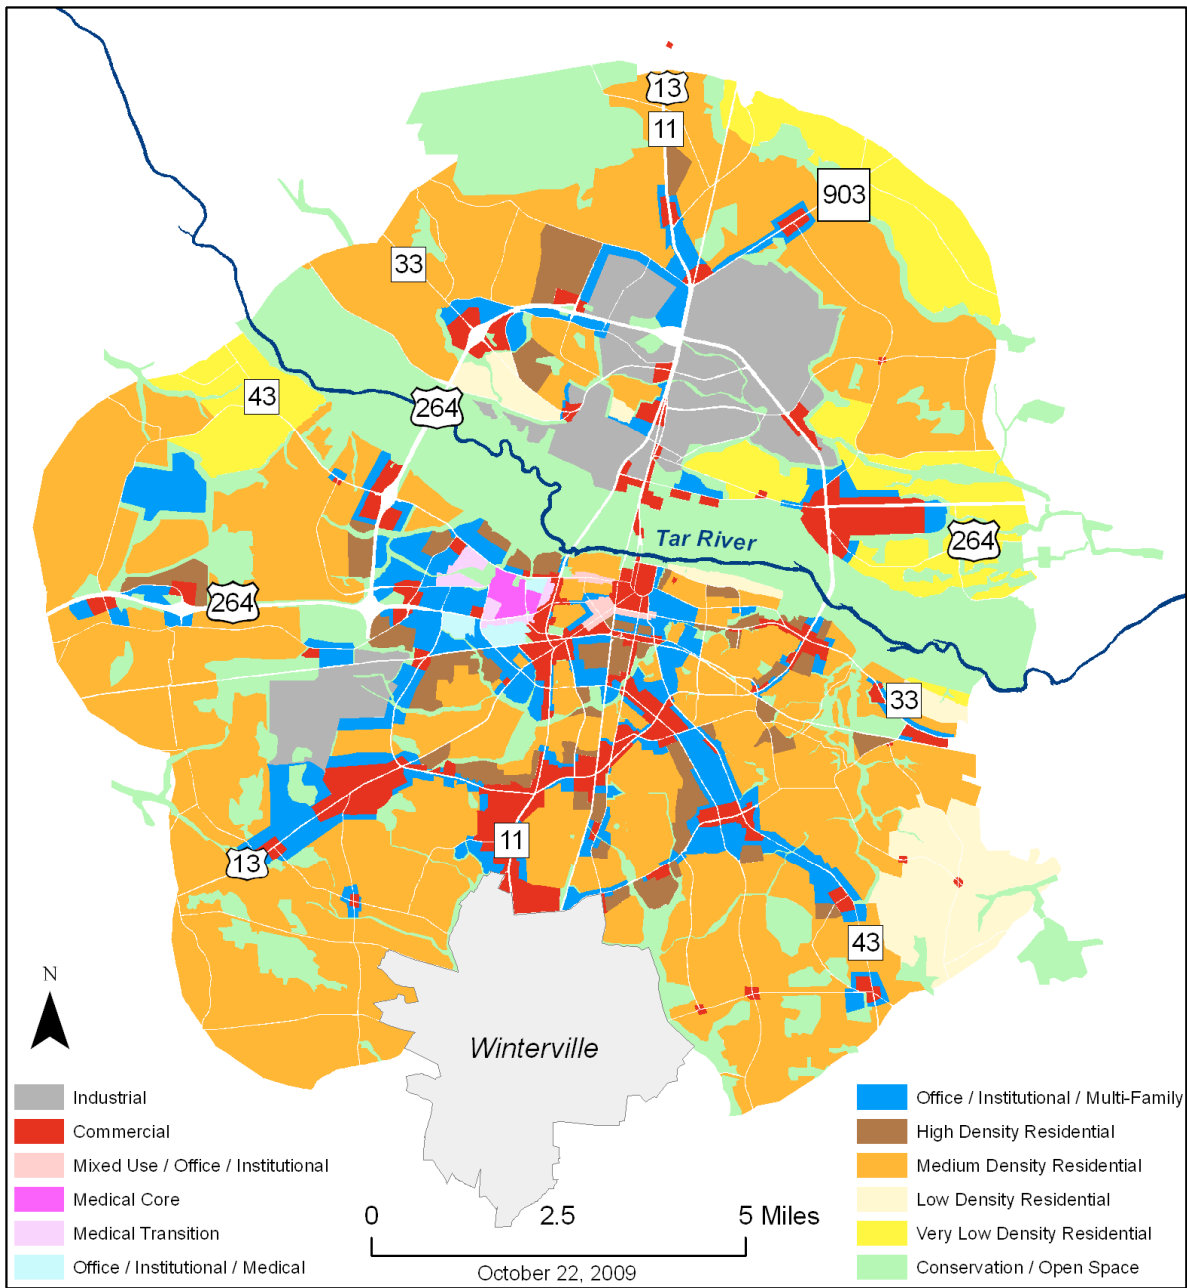 13
11
903
33
43
264
Tar River
264
264
33
13
11
43
N
Winterville
Industrial
Commercial
Mixed Use / Office / Institutional
Medical Core
Medical Transition
Office / Institutional / Medical
0 2.5 5 Miles
October 22, 2009
Office / Institutional / Multi-Family
High Density Residential
Medium Density Residential
Low Density Residential
Very Low Density Residential
Conservation / Open Space